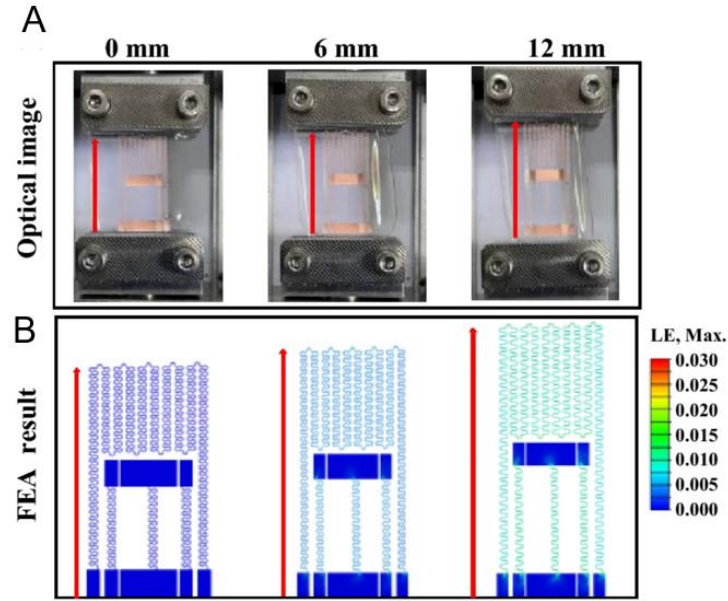 A
0 mm 6 mm 12 mm
Optical image
B
FEA result
LE, Max.
0.030
0.025
0.020
0.015
0.010
0.005
0.000